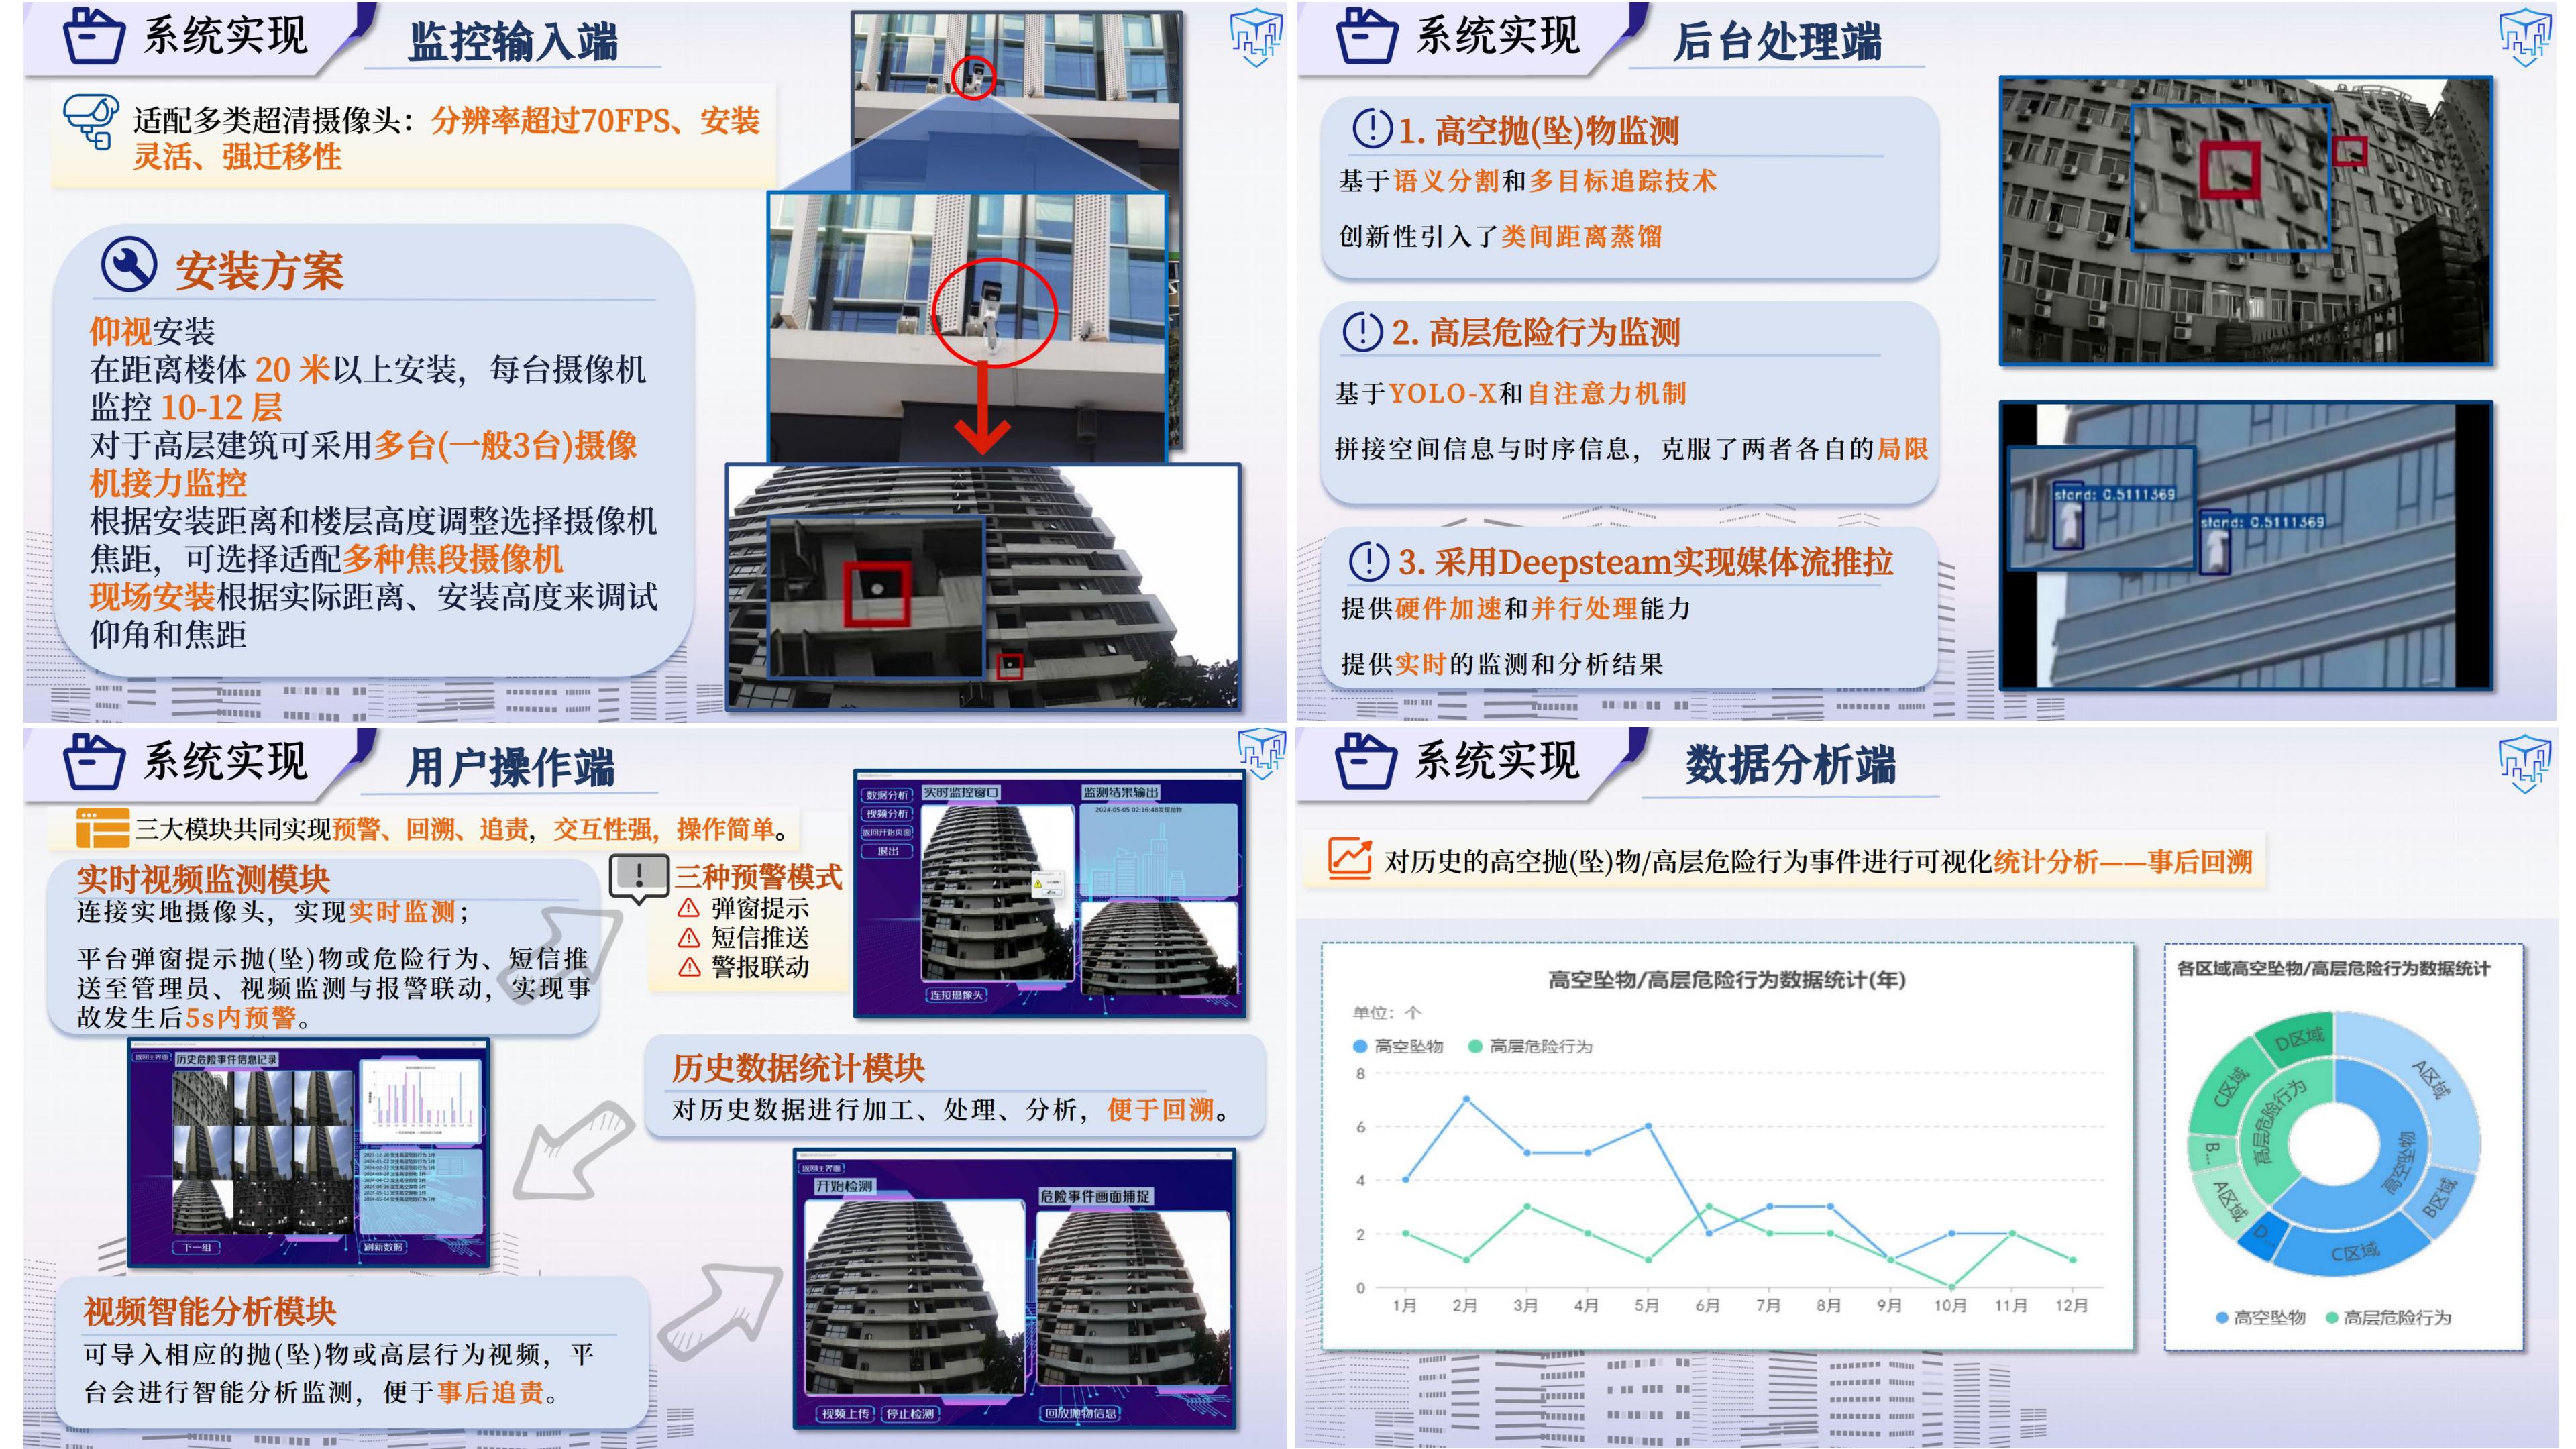 系统实现
监控输入端
适配多类超清摄像头：分辨率超过70FPS、安装
灵活、强迁移性
安装方案
仰视安装
在距离楼体 20 米以上安装，每台摄像机
监控 10-12 层
对于高层建筑可采用多台(一般3台)摄像
机接力监控
根据安装距离和楼层高度调整选择摄像机
焦距，可选择适配多种焦段摄像机
现场安装根据实际距离、安装高度来调试
仰角和焦距
系统实现
后台处理端
1. 高空抛(坠)物监测
基于语义分割和多目标追踪技术
创新性引入了类间距离蒸馏
2. 高层危险行为监测
基于YOLO-X和自注意力机制
拼接空间信息与时序信息，克服了两者各自的局限
3. 采用Deepsteam实现媒体流推拉
提供硬件加速和并行处理能力
提供实时的监测和分析结果
stand: 0.5111369
stand: 0.5111369
系统实现
用户操作端
三大模块共同实现预警、回溯、追责，交互性强，操作简单。
实时视频监测模块
连接实地摄像头，实现实时监测；
平台弹窗提示抛(坠)物或危险行为、短信推
送至管理员、视频监测与报警联动，实现事
故发生后5s内预警。
三种预警模式
弹窗提示
短信推送
警报联动
数据分析
视频分析
返回开始页面
退出
实时监控窗口
监测结果输出
2024-05-05 02:16:48发现抛物
连接摄像头
返回主界面
历史危险事件信息记录
下一组
刷新数据
历史数据统计模块
对历史数据进行加工、处理、分析，便于回溯。
返回主界面
开始检测
危险事件画面捕捉
视频上传
停止检测
回放抛物信息
视频智能分析模块
可导入相应的抛(坠)物或高层行为视频，平
台会进行智能分析监测，便于事后追责。
系统实现
数据分析端
对历史的高空抛(坠)物/高层危险行为事件进行可视化统计分析——事后回溯
高空坠物/高层危险行为数据统计(年)
单位：个
高空坠物
高层危险行为
8
6
4
2
0
1月
2月
3月
4月
5月
6月
7月
8月
9月
10月
11月
12月
各区域高空坠物/高层危险行为数据统计
A区域
B区域
C区域
D...
A区域
B...
C区域
D区域
高空坠物
高层危险行为
高空坠物
高层危险行为